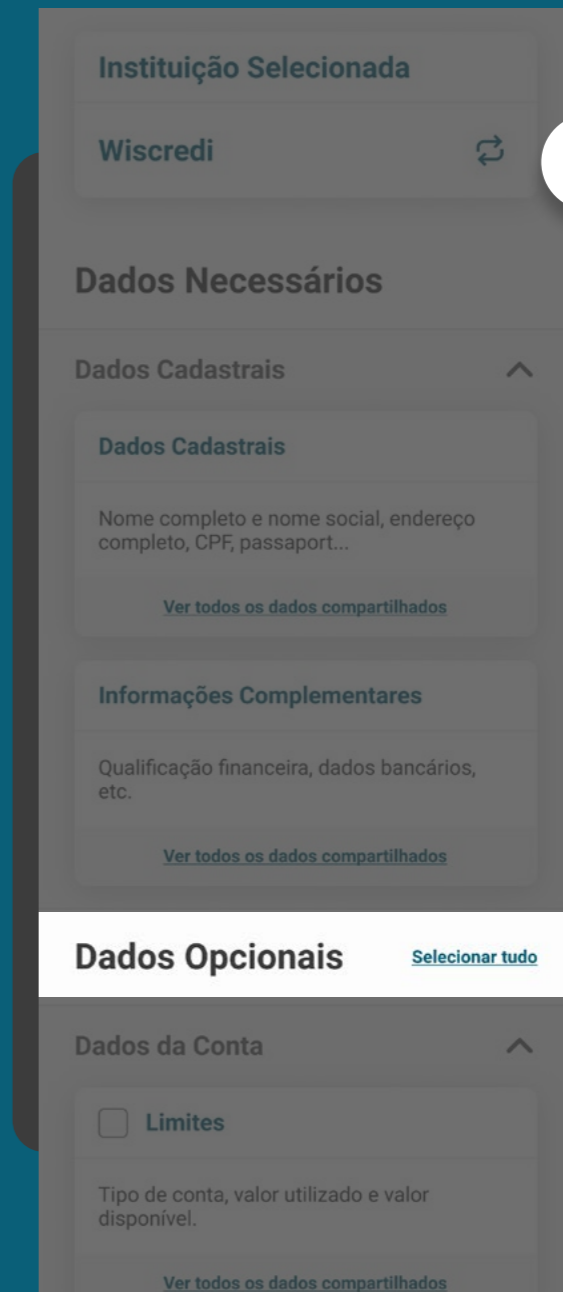 Instituição Selecionada
Wiscredi
Dados Necessários
Dados Cadastrais
Dados Cadastrais
Nome completo e nome social, endereço
completo, CPF, passaport...
Ver todos os dados compartilhados
Informações Complementares
Qualificação financeira, dados bancários,
etc.
Ver todos os dados compartilhados
Dados Opcionais
Selecionar tudo
Dados da Conta
Limites
Tipo de conta, valor utilizado e valor
disponível.
Ver todos os dados compartilhados